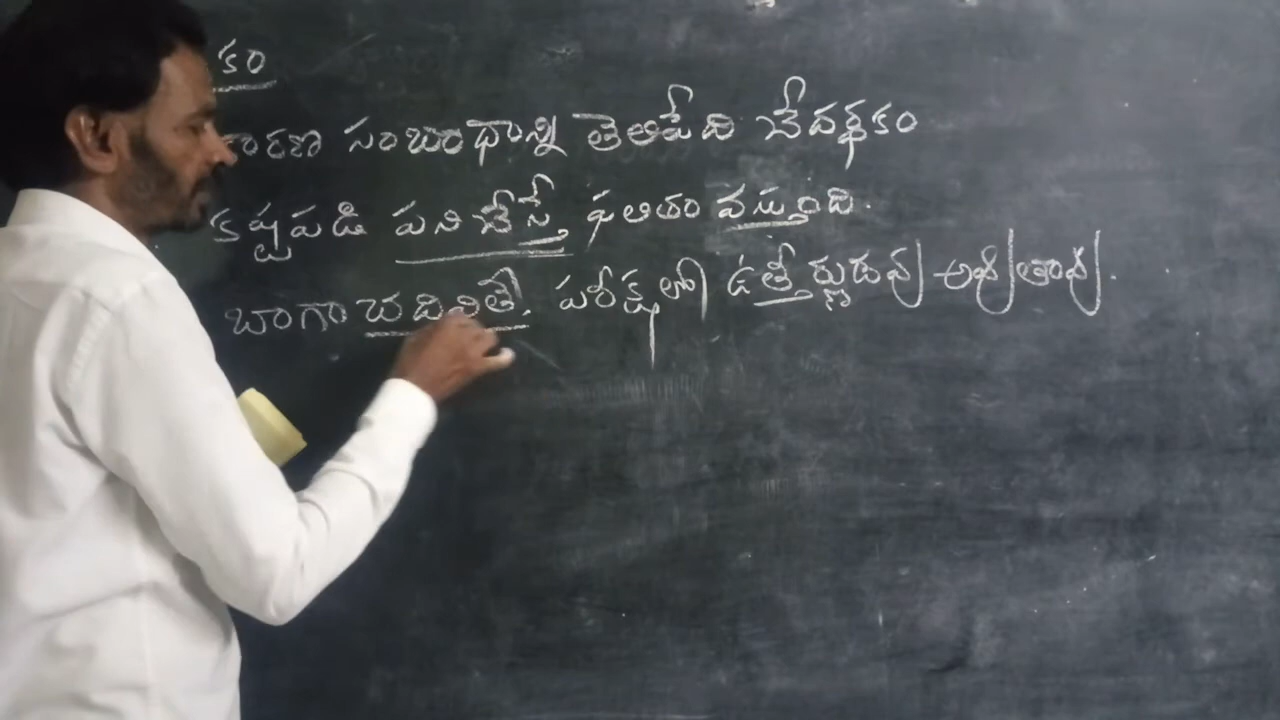 కం
ారణ సంబంధాన్ని తెలిపేది చేదర్థకం
కష్టపడి పని చేస్తే ఫలితం వస్తుంది.
బాగా చదివితే, పరీక్షలో ఉత్తీర్ణుడవు అవుతావు.